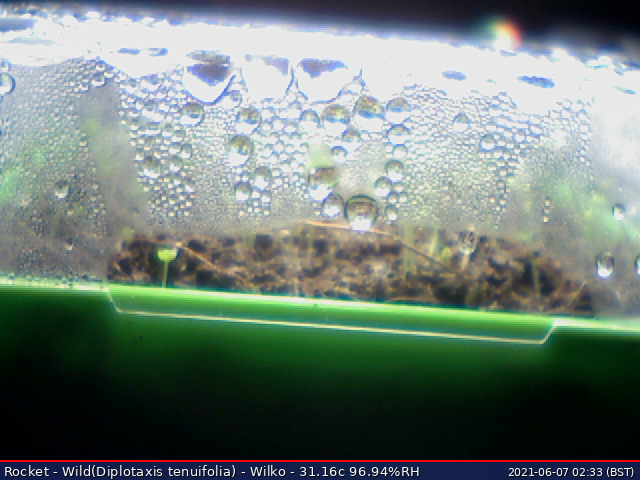 Rocket - Wild(Diplotaxis tenuifolia) - Wilko - 31.16c 96.94%RH 2021-06-07 02:33 (BST)